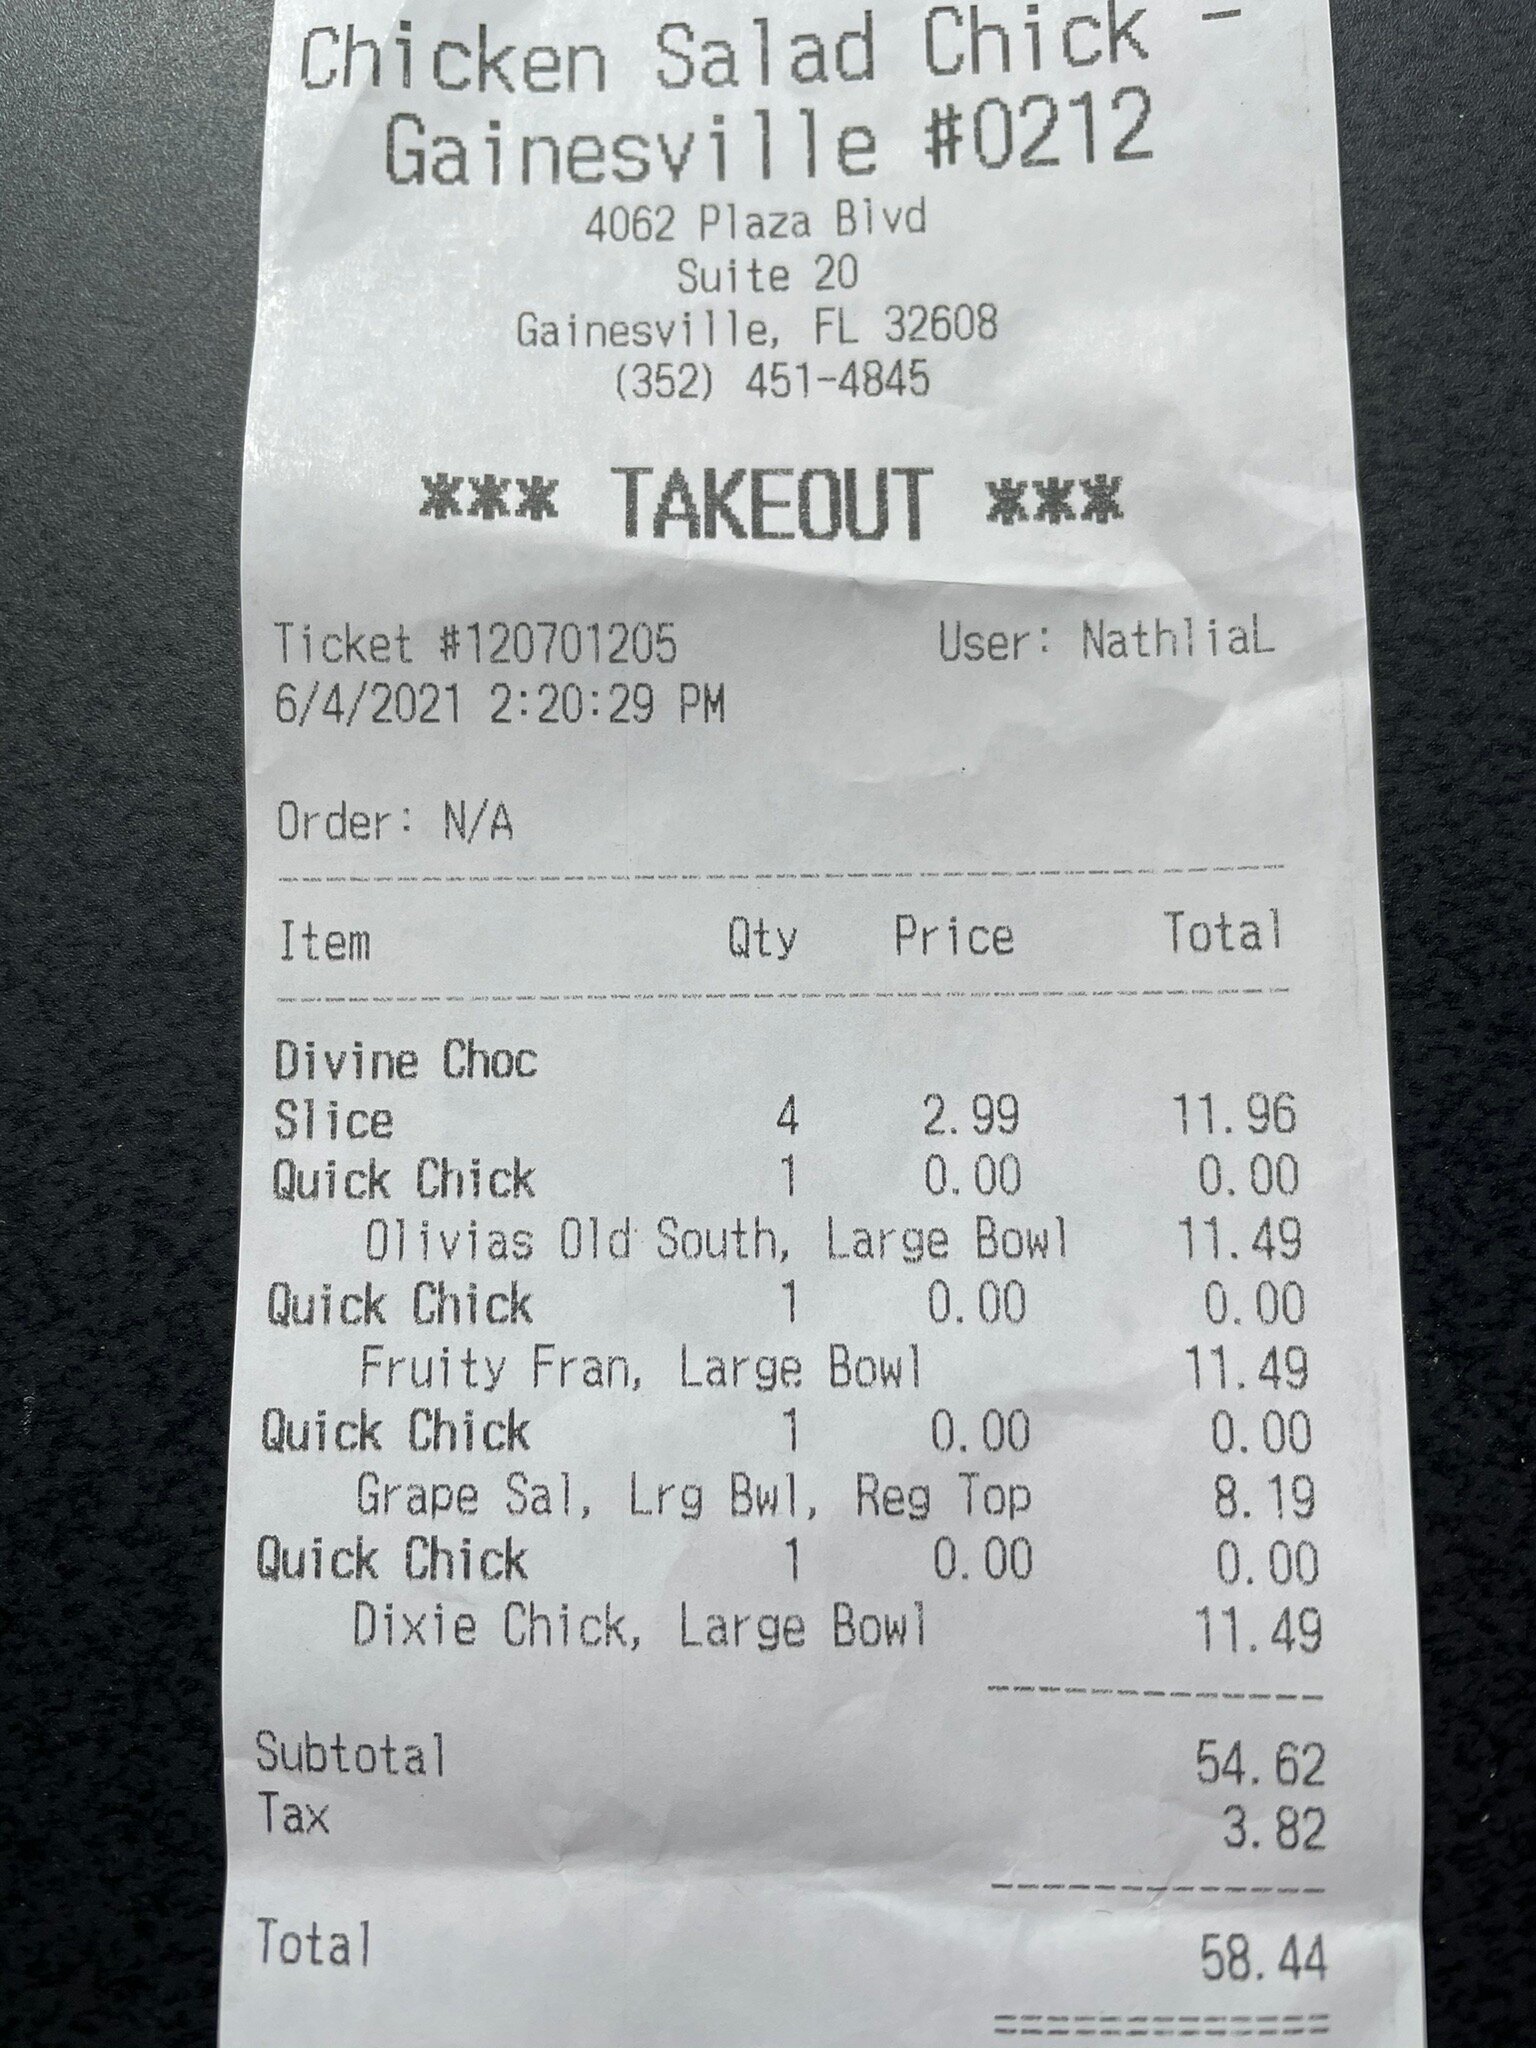 Chicken Salad Chick -
Gainesville #0212
4062 Plaza Blvd
Suite 20
Gainesville, FL 32608
(352) 451-4845
*** TAKEOUT ***
Ticket #120701205 User: NathliaL
6/4/2021 2:20:29 PM
Order: N/A
Item Qty Price Total
Divine Choc
Slice 4 2.99 11.96
Quick Chick 1 0.00 0.00
Olivias Old South, Large Bowl 11.49
Quick Chick 1 0.00 0.00
Fruity Fran, Large Bowl 11.49
Quick Chick 1 0.00 0.00
Grape Sal, Lrg Bwl, Reg Top 8.19
Quick Chick 1 0.00 0.00
Dixie Chick, Large Bowl 11.49
Subtotal 54.62
Tax 3.82
Total 58.44